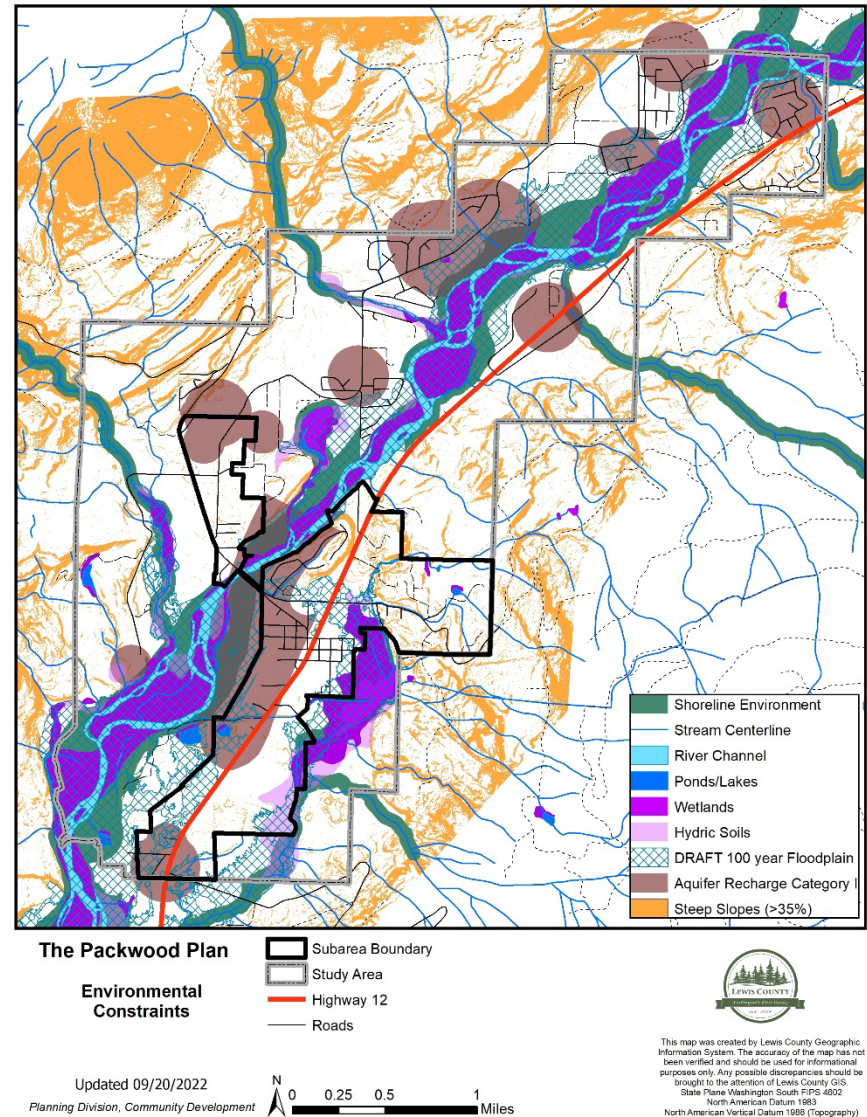 Shoreline Environment
Stream Centerline
River Channel
Ponds/Lakes
Wetlands
Hydric Soils
DRAFT 100 year Floodplain
Aquifer Recharge Category I
Steep Slopes (>35%)
The Packwood Plan
Environmental
Constraints
Updated 09/20/2022
Planning Division, Community Development
Subarea Boundary
Study Area
Highway 12
Roads
N
0 0.25 0.5 1
Miles
LEWIS COUNTY
This map was created by Lewis County Geographic
Information System. The accuracy of the map has not
been verified and should be used for informational
purposes only. Any possible discrepancies should be
brought to the attention of Lewis County GIS.
State Plane Washington South FIPS 4602
North American Datum 1983
North American Vertical Datum 1988 (Topography)